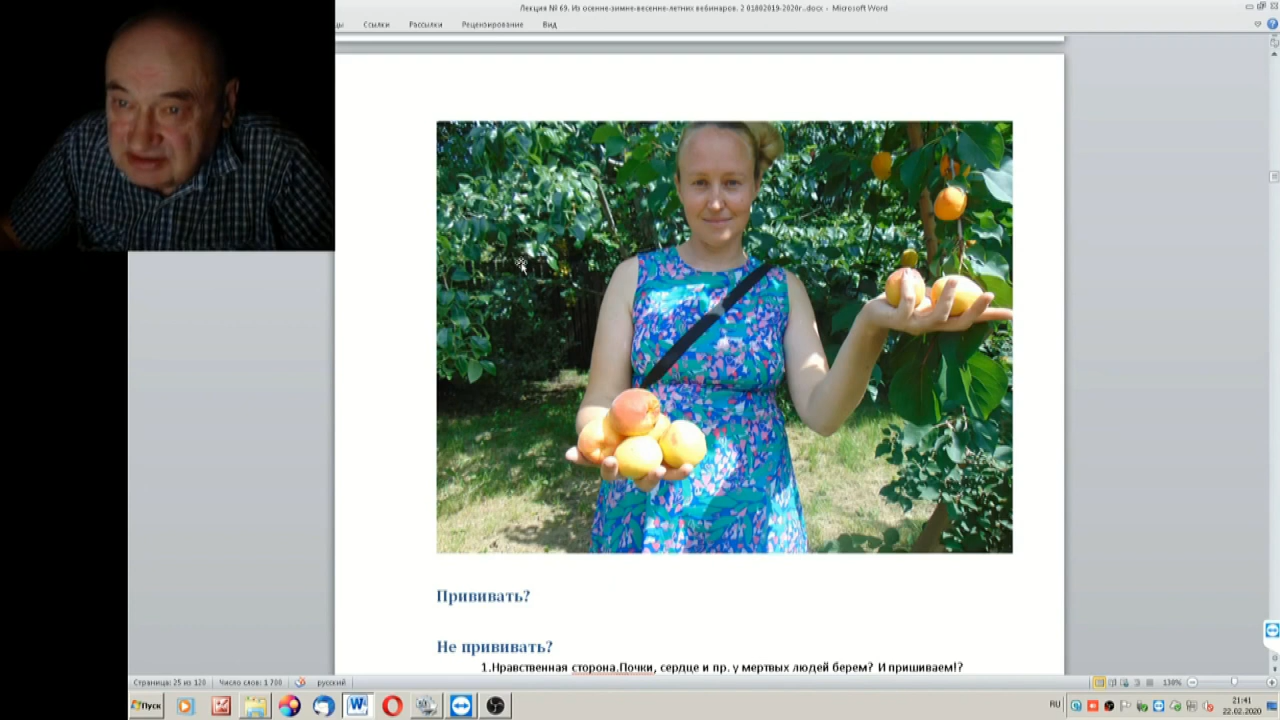 Лекция № 69. Из осенне-зимне-весенне-летних вебинаров. 2 01802019-2020г..docx - Microsoft Word
Ссылки Рассылки Рецензирование Вид
Прививать?
Не прививать?
1.Нравственная сторона.Почки, сердце и пр. у мертвых людей берем? И пришиваем!?
Страница: 25 из 120 Число слов: 1 700 русский 138%
Пуск RU 21:41
22.02.2020